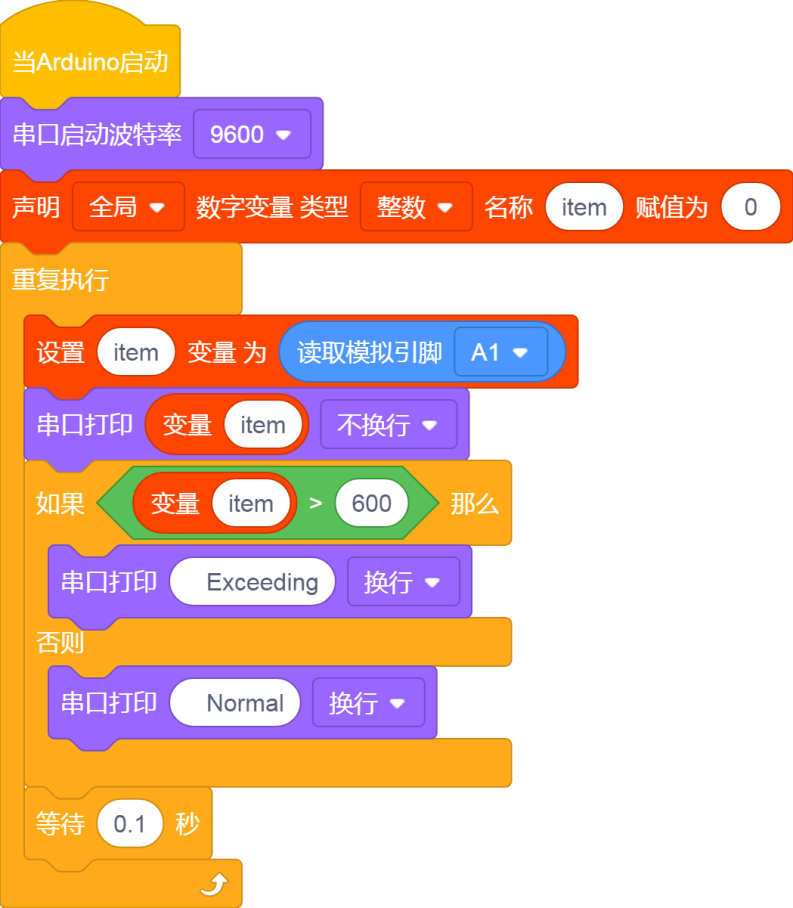 当Arduino启动
串口启动波特率 9600
声明 全局 数字变量 类型 整数 名称 item 赋值为 0
重复执行
设置 item 变量 为 读取模拟引脚 A1
串口打印 变量 item 不换行
如果 变量 item > 600 那么
串口打印 Exceeding 换行
否则
串口打印 Normal 换行
等待 0.1 秒